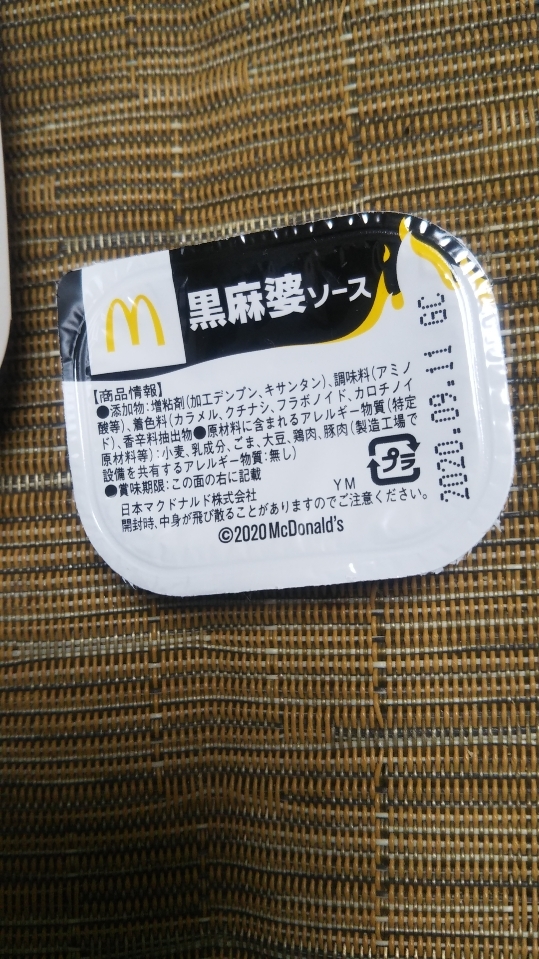 黒麻婆ソース
【商品情報】
●添加物:増粘剤(加工デンプン、キサンタン)、調味料(アミノ
酸等)、着色料(カラメル、クチナシ、フラボノイド、カロチノイ
ド)、香辛料抽出物●原材料に含まれるアレルギー物質(特定
原材料等):小麦、乳成分、ごま、大豆、鶏肉、豚肉(製造工場で
設備を共有するアレルギー物質:無し)
●賞味期限:この面の右に記載
YM
日本マクドナルド株式会社
開封時、中身が飛び散ることがありますのでご注意ください。
©2020 McDonald's
プラ
2020.09.11